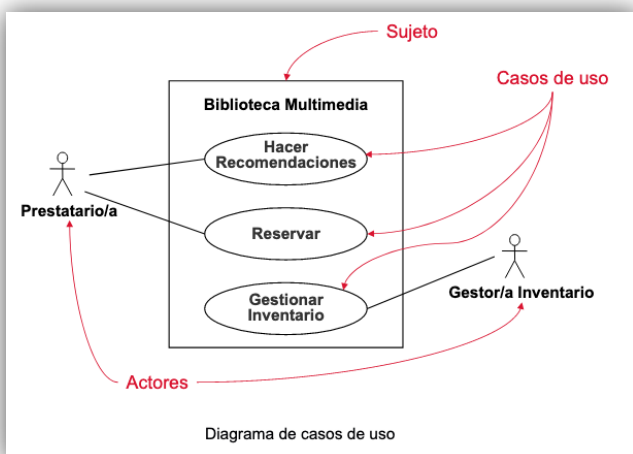 Sujeto
Casos de uso
Biblioteca Multimedia
Hacer
Recomendaciones
Prestatario/a
Reservar
Gestor/a Inventario
Gestionar
Inventario
Actores
Diagrama de casos de uso